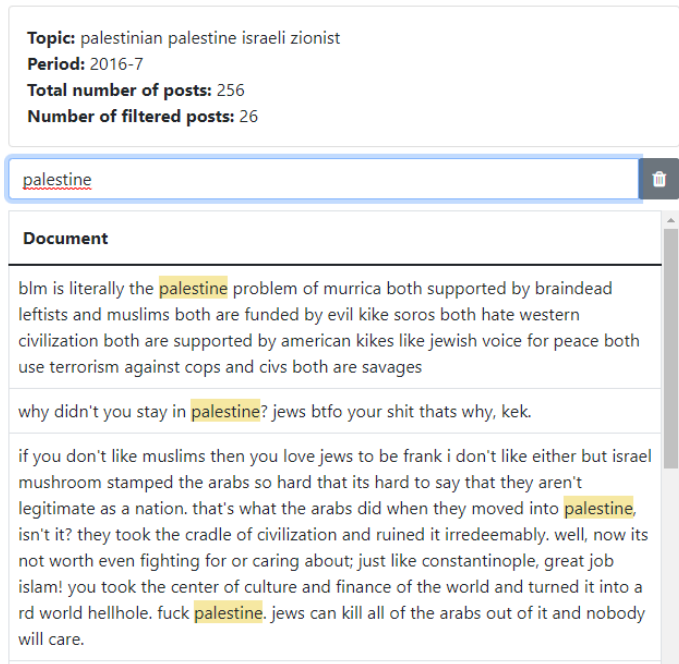 Topic: palestinian palestine israeli zionist
Period: 2016-7
Total number of posts: 256
Number of filtered posts: 26
palestine
Document
blm is literally the palestine problem of murrica both supported by braindead
leftists and muslims both are funded by evil kike soros both hate western
civilization both are supported by american kikes like jewish voice for peace both
use terrorism against cops and civs both are savages
why didn't you stay in palestine? jews btfo your shit thats why, kek.
if you don't like muslims then you love jews to be frank i don't like either but israel
mushroom stamped the arabs so hard that its hard to say that they aren't
legitimate as a nation. that's what the arabs did when they moved into palestine,
isn't it? they took the cradle of civilization and ruined it irredeemably. well, now its
not worth even fighting for or caring about; just like constantinople, great job
islam! you took the center of culture and finance of the world and turned it into a
rd world hellhole. fuck palestine. jews can kill all of the arabs out of it and nobody
will care.